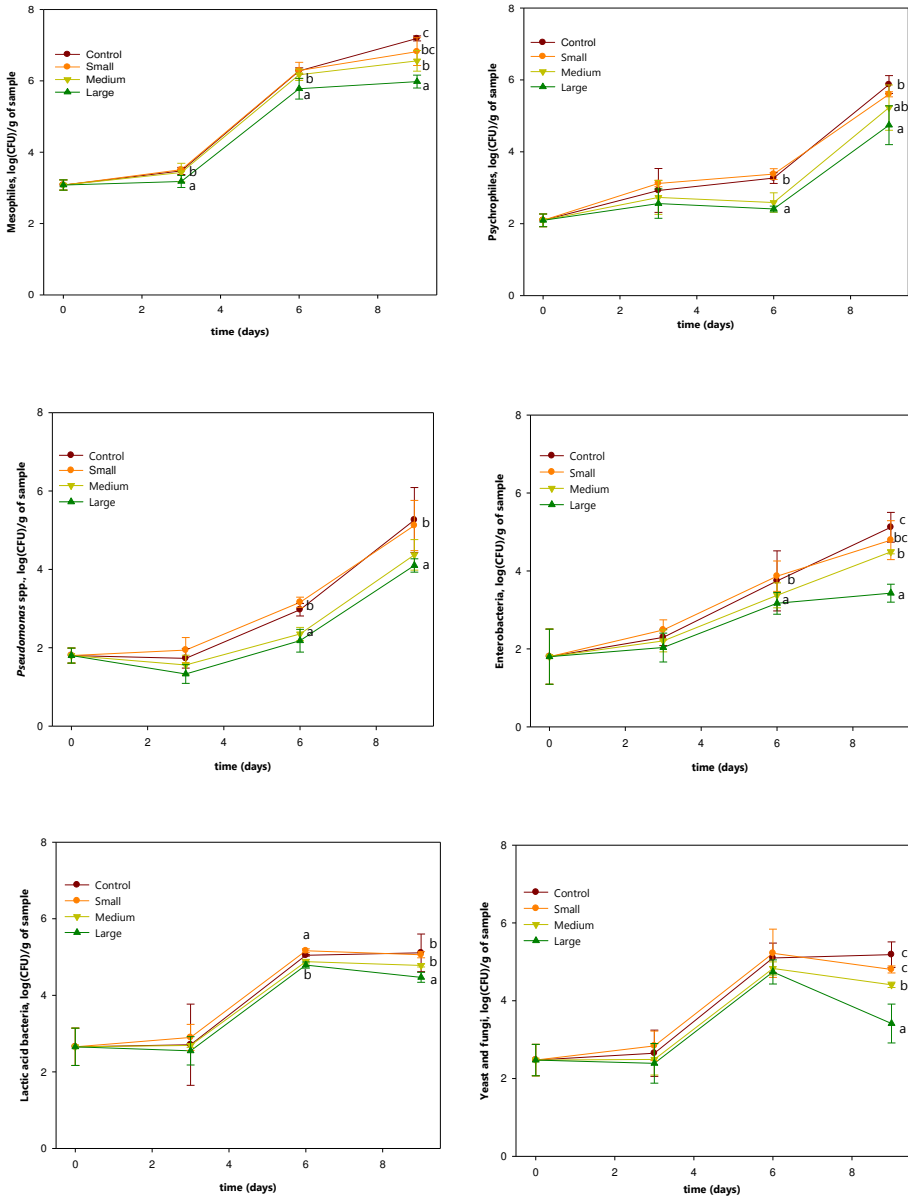 8
Control
Small
Medium
Large
6
4
2
0
c
bc
b
a
b
a
b
a
Mesophiles, log(CFU)/g of sample
0 2 4 6 8
time (days)
8
Control
Small
Medium
Large
6
4
2
0
b
ab
a
b
a
Psychrophiles, log(CFU)/g of sample
0 2 4 6 8
time (days)
8
Control
Small
Medium
Large
6
4
2
0
b
a
b
a
Pseudomonas spp., log(CFU)/g of sample
0 2 4 6 8
time (days)
8
Control
Small
Medium
Large
6
4
2
0
c
bc
b
a
b
a
Enterobacteria, log(CFU)/g of sample
0 2 4 6 8
time (days)
8
Control
Small
Medium
Large
6
4
2
0
a
b
b
b
a
Lactic acid bacteria, log(CFU)/g of sample
0 2 4 6 8
time (days)
8
Control
Small
Medium
Large
6
4
2
0
c
c
b
a
Yeast and fungi, log(CFU)/g of sample
0 2 4 6 8
time (days)